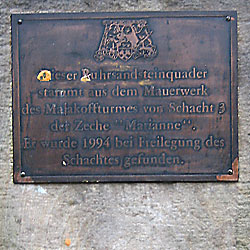 Dieser Ruhrsandsteinquader
stammt aus dem Mauerwerk
des Malakoffturmes von Schacht 3
der Zeche "Marianne".
Er wurde 1994 bei Freilegung des
Schachtes gefunden.